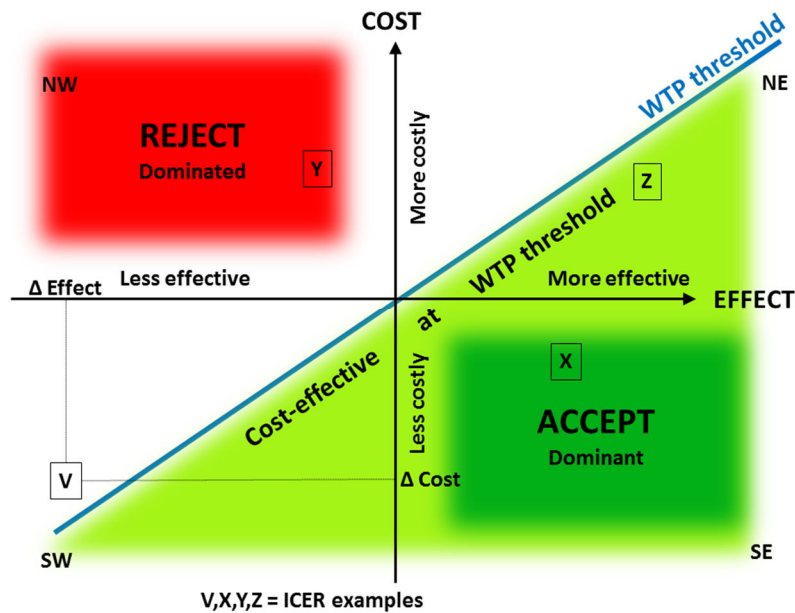 COST
WTP threshold
NW
NE
REJECT
Dominated
Y
More costly
Z
WTP threshold
Δ Effect
Less effective
More effective
EFFECT
at
Cost-effective
Less costly
X
ACCEPT
Dominant
V
Δ Cost
SW
SE
V,X,Y,Z = ICER examples